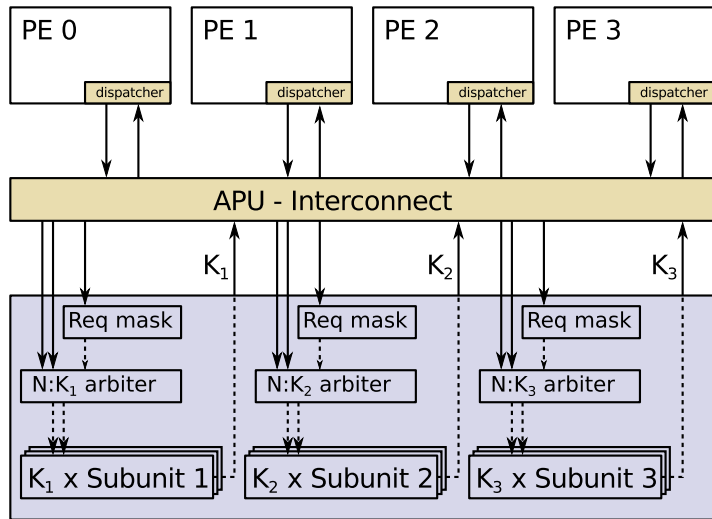 PE 0
PE 1
PE 2
PE 3
dispatcher
dispatcher
dispatcher
dispatcher
APU - Interconnect
K₁
K₂
K₃
Req mask
Req mask
Req mask
N:K₁ arbiter
N:K₂ arbiter
N:K₃ arbiter
K₁ x Subunit 1
K₂ x Subunit 2
K₃ x Subunit 3